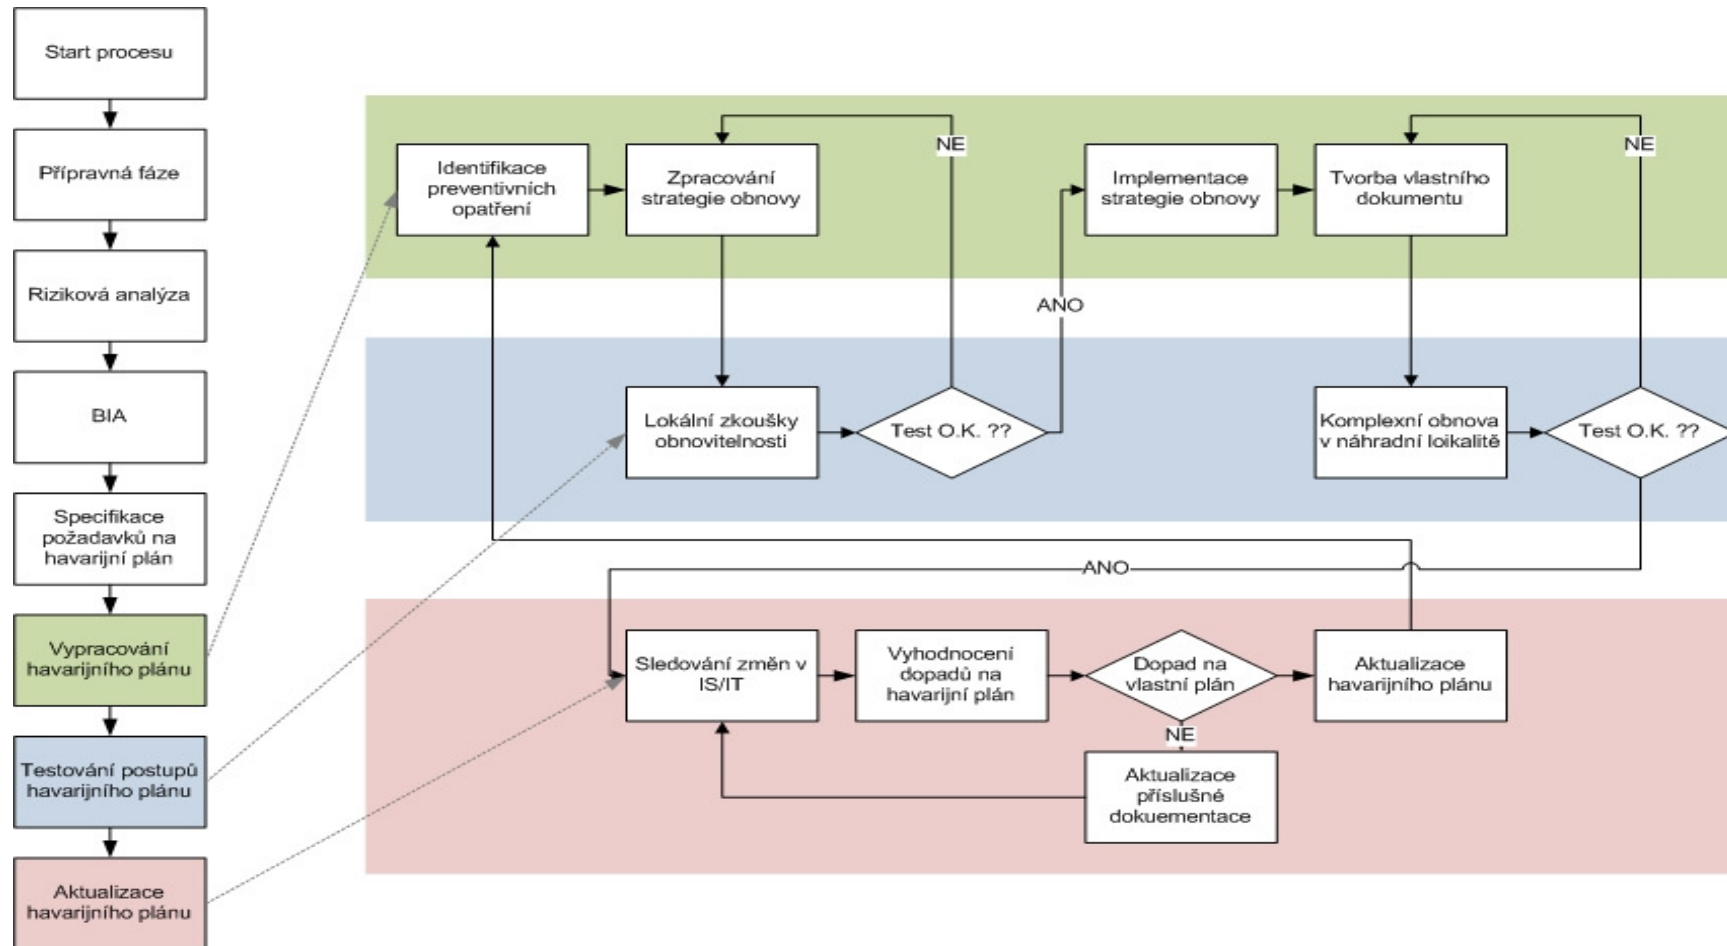 Start procesu
Přípravná fáze
Riziková analýza
BIA
Specifikace
požadavků na
havarijní plán
Vypracování
havarijního plánu
Testování postupů
havarijního plánu
Aktualizace
havarijního plánu
Identifikace
preventivních
opatření
Zpracování
strategie obnovy
NE
Implementace
strategie obnovy
Tvorba vlastního
dokumentu
NE
ANO
Lokální zkoušky
obnovitelnosti
Test O.K. ??
Komplexní obnova
v náhradní loikalitě
Test O.K. ??
ANO
Sledování změn v
IS/IT
Vyhodnocení
dopadů na
havarijní plán
Dopad na
vlastní plán
Aktualizace
havarijního plánu
NE
Aktualizace
příslušné
dokuementace